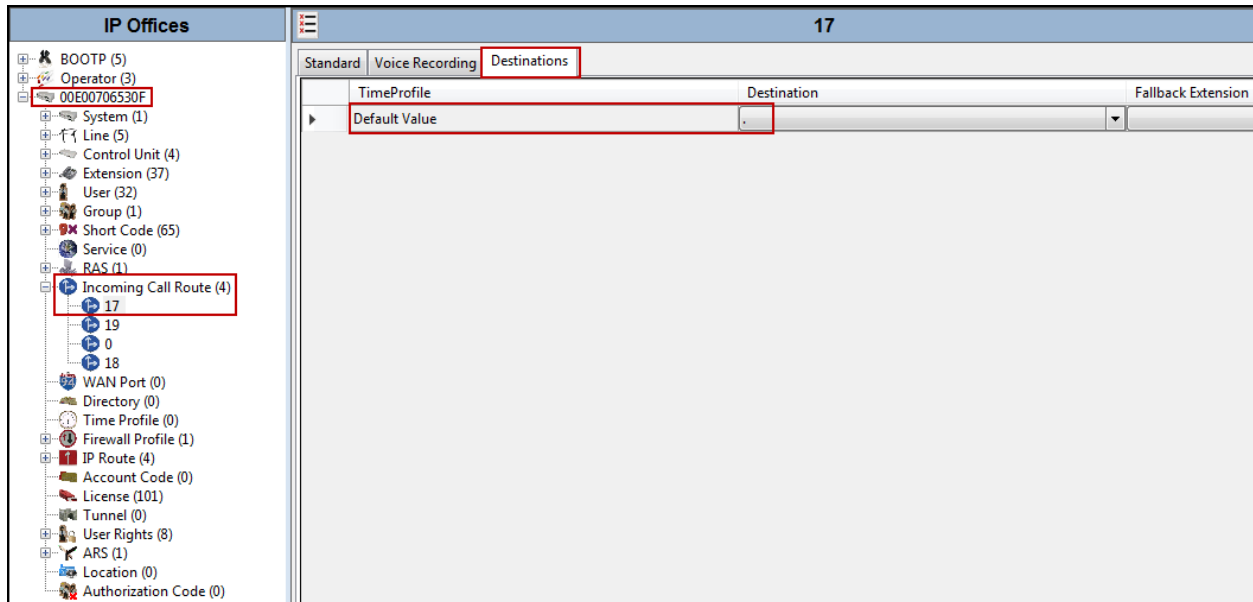 IP Offices
BOOTP (5)
Operator (3)
00E00706530F
System (1)
Line (5)
Control Unit (4)
Extension (37)
User (32)
Group (1)
Short Code (65)
Service (0)
RAS (1)
Incoming Call Route (4)
17
19
0
18
WAN Port (0)
Directory (0)
Time Profile (0)
Firewall Profile (1)
IP Route (4)
Account Code (0)
License (101)
Tunnel (0)
User Rights (8)
ARS (1)
Location (0)
Authorization Code (0)
17
Standard Voice Recording Destinations
TimeProfile Destination Fallback Extension
Default Value .